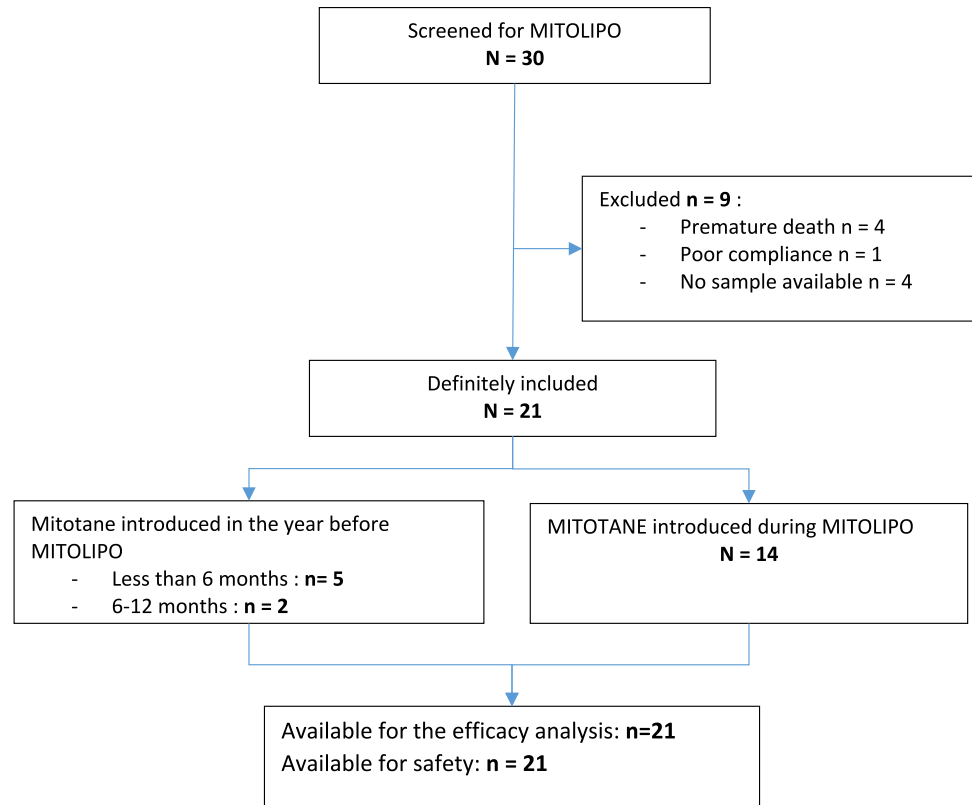 Screened for MITOLIPO
N = 30
Excluded n = 9 :
- Premature death n = 4
- Poor compliance n = 1
- No sample available n = 4
Definitely included
N = 21
Mitotane introduced in the year before
MITOLIPO
- Less than 6 months : n= 5
- 6-12 months : n = 2
MITOTANE introduced during MITOLIPO
N = 14
Available for the efficacy analysis: n=21
Available for safety: n = 21